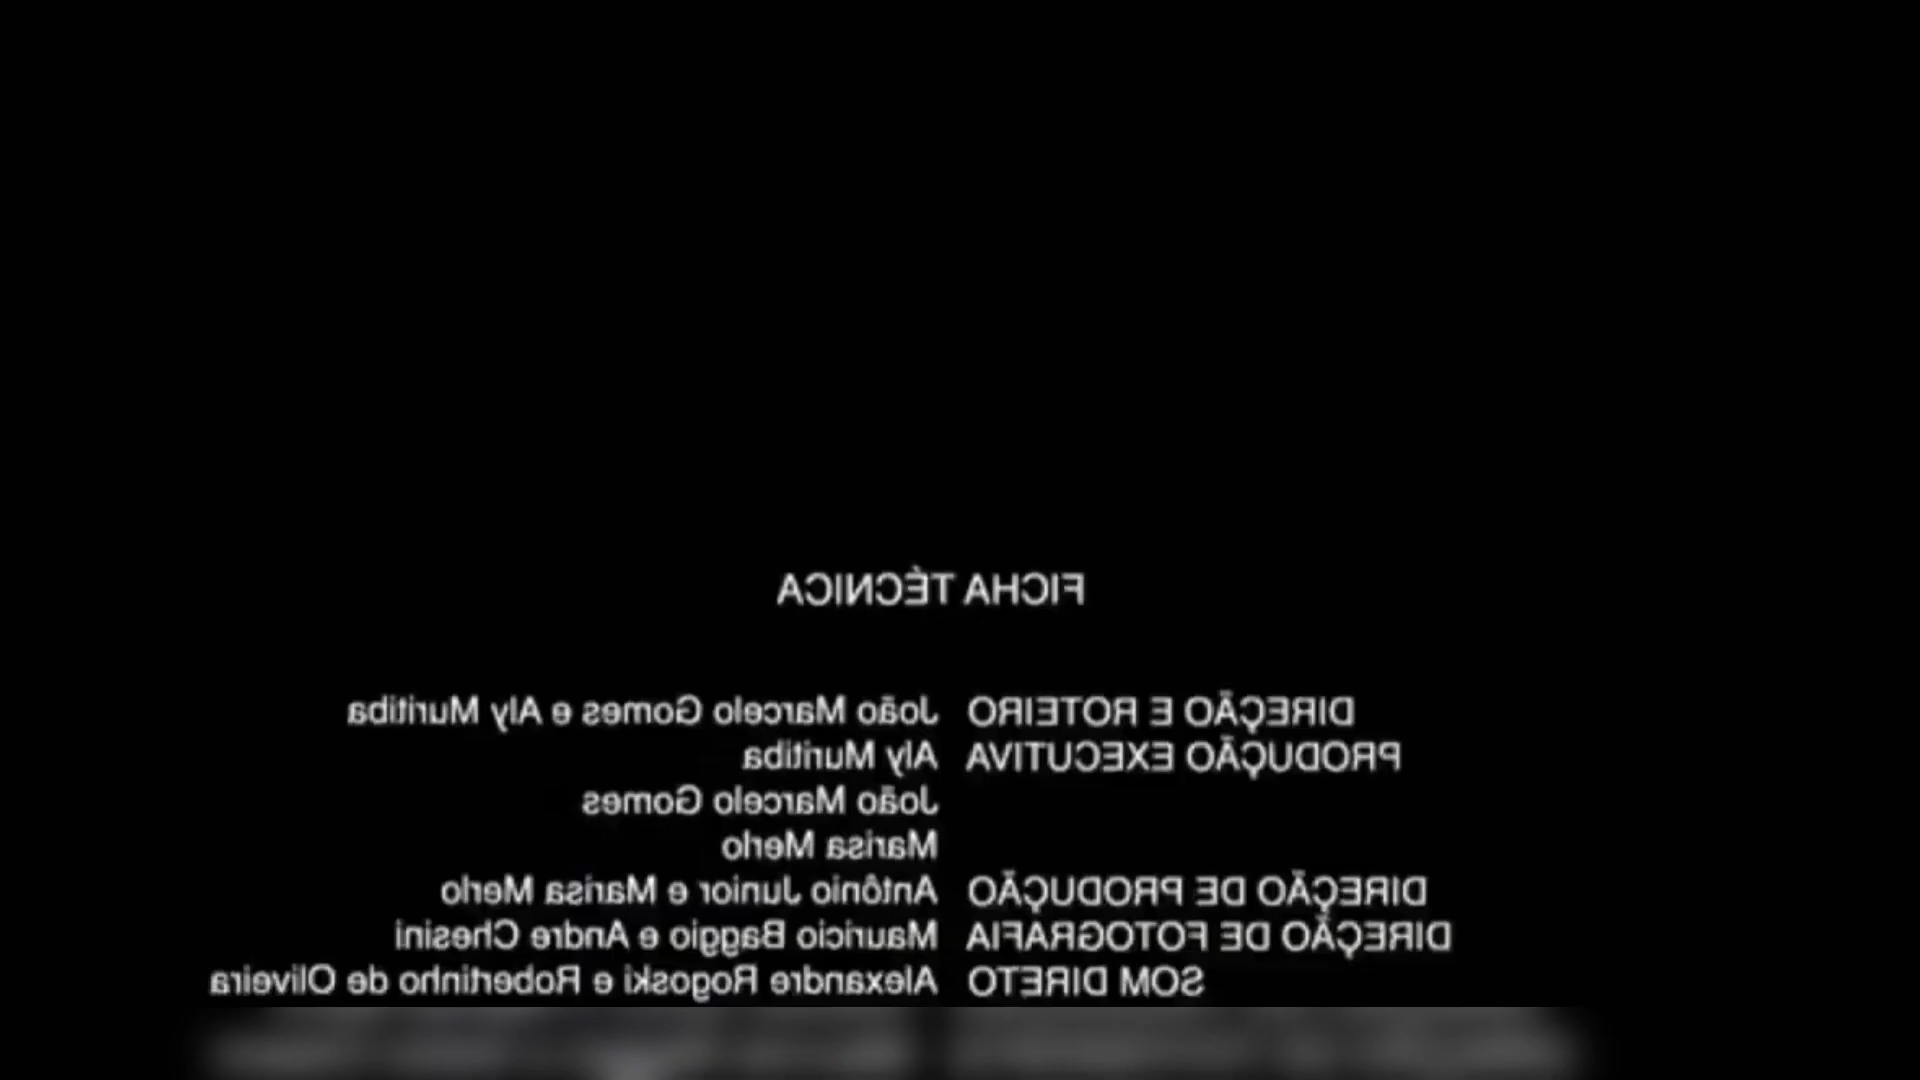 FICHA TÉCNICA
DIREÇÃO E ROTEIRO João Marcelo Gomes e Aly Muritiba
PRODUÇÃO EXECUTIVA Aly Muritiba
João Marcelo Gomes
Marisa Merlo
DIREÇÃO DE PRODUÇÃO Antônio Junior e Marisa Merlo
DIREÇÃO DE FOTOGRAFIA Mauricio Baggio e Andre Chesini
SOM DIRETO Alexandre Rogoski e Robertinho de Oliveira